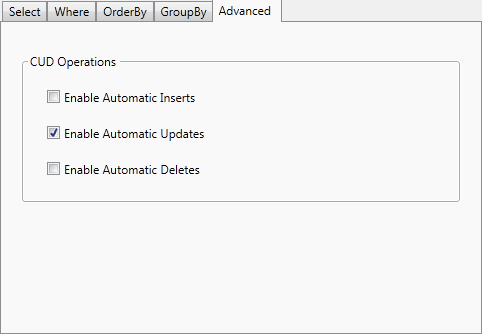 Select Where OrderBy GroupBy Advanced
CUD Operations
Enable Automatic Inserts
Enable Automatic Updates
Enable Automatic Deletes